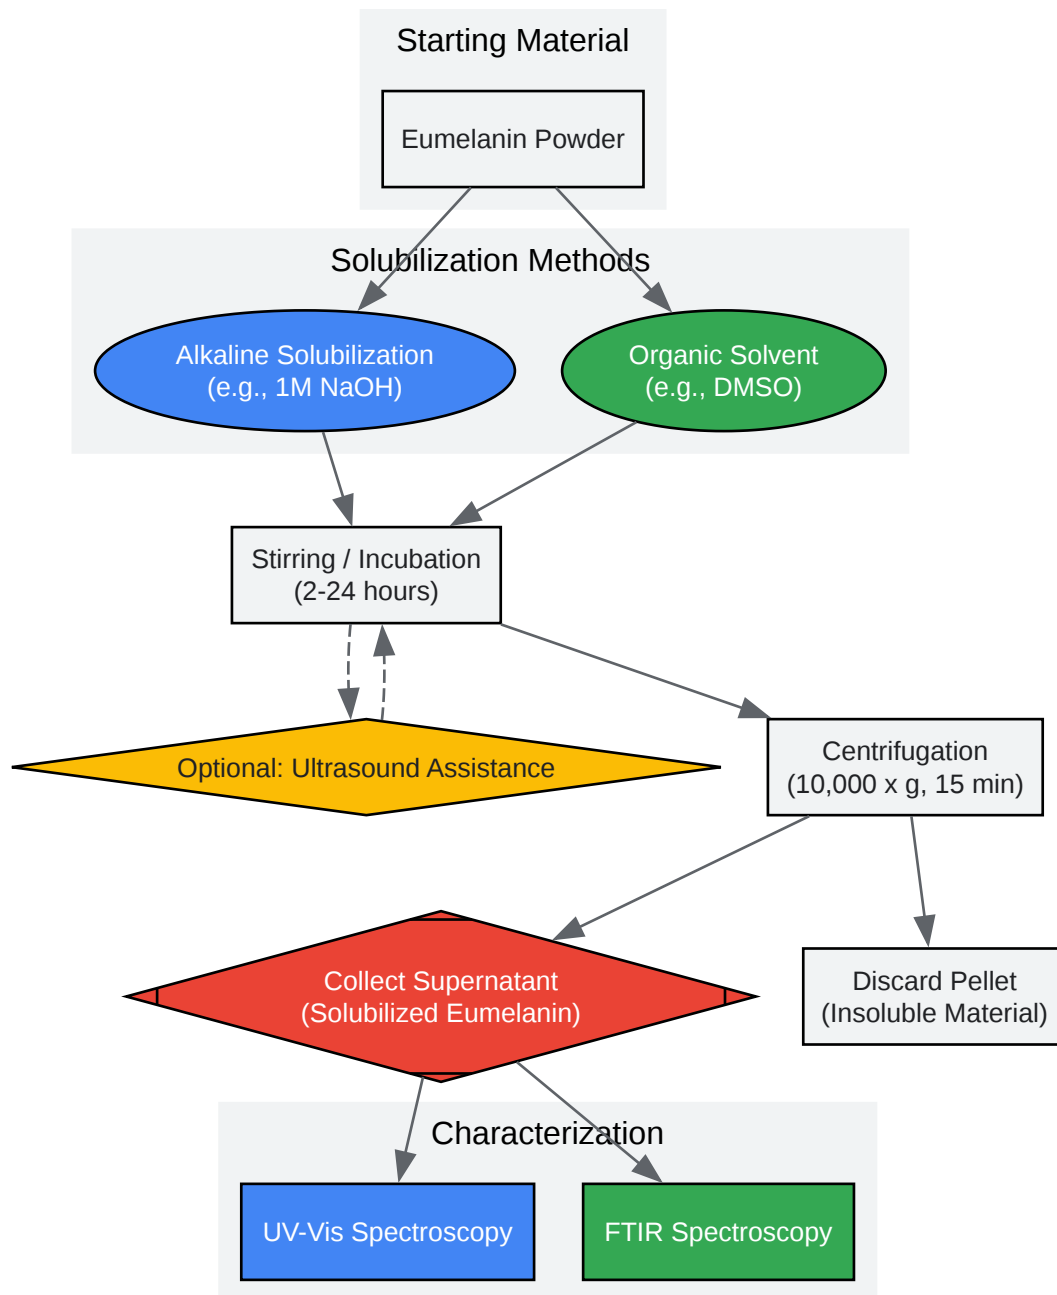 Starting Material
Eumelanin Powder
Solubilization Methods
Alkaline Solubilization
(e.g., 1M NaOH)
Organic Solvent
(e.g., DMSO)
Stirring / Incubation
(2-24 hours)
Optional: Ultrasound Assistance
Centrifugation
(10,000 x g, 15 min)
Collect Supernatant
(Solubilized Eumelanin)
Discard Pellet
(Insoluble Material)
Characterization
UV-Vis Spectroscopy
FTIR Spectroscopy